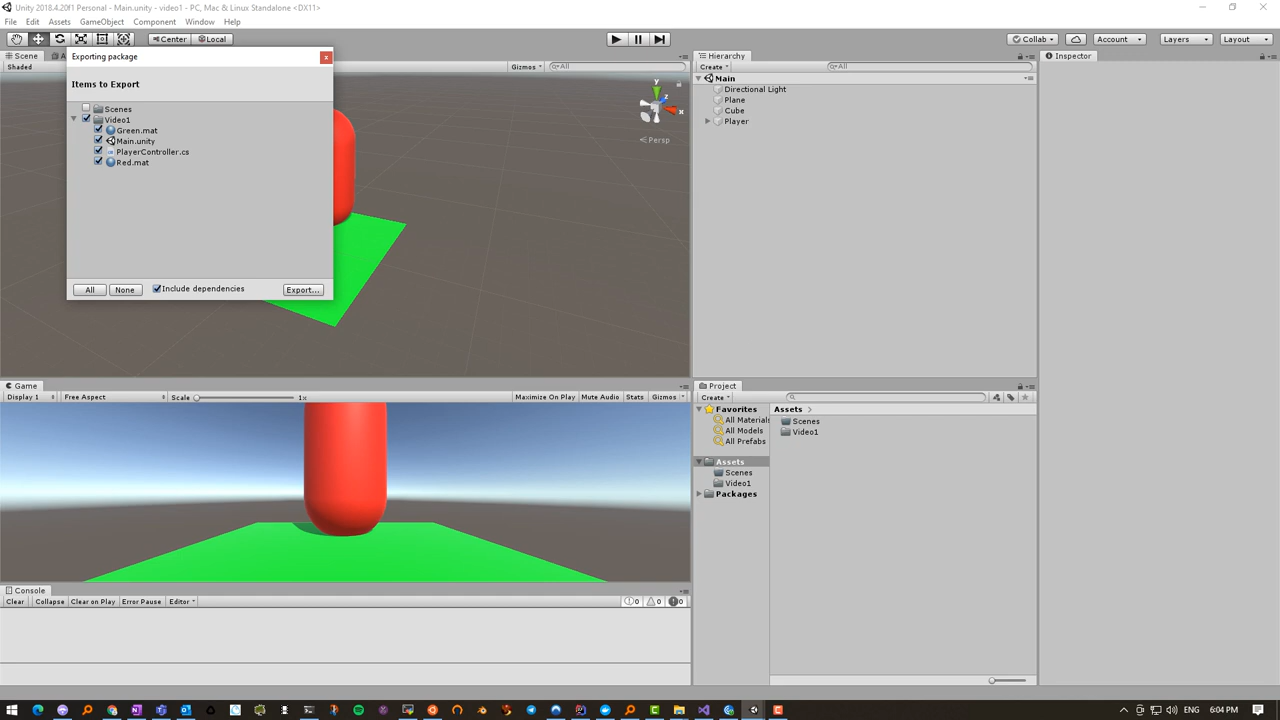 Unity 2018.4.20f1 Personal - Main.unity - video1 - PC, Mac & Linux Standalone <DX11>
File Edit Assets GameObject Component Window Help
Center Local
Collab Account Layers Layout
Scene A
Exporting package x
Shaded
Gizmos All
Items to Export
Scenes
Video1
Green.mat
Main.unity
PlayerController.cs
Red.mat
All None Include dependencies Export...
y
z
x
Persp
Hierarchy
Create All
Main
Directional Light
Plane
Cube
Player
Inspector
Game
Display 1 Free Aspect Scale 1x Maximize On Play Mute Audio Stats Gizmos
Project
Create
Favorites
All Materials
All Models
All Prefabs
Assets
Scenes
Video1
Packages
Assets
Scenes
Video1
Console
Clear Collapse Clear on Play Error Pause Editor 0 0 0
ENG 6:04 PM